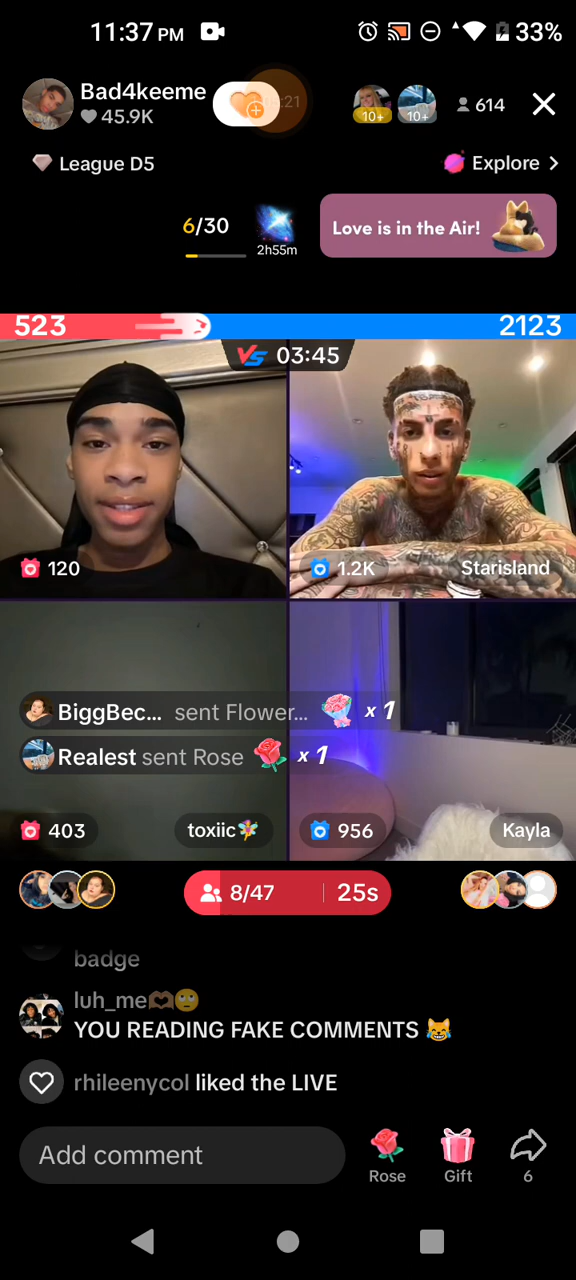 11:37 PM
33%
Bad4keeme
45.9K
10+
10+
614
League D5
Explore
6/30
2h55m
Love is in the Air!
523
2123
VS 03:45
120
1.2K
Starisland
BiggBec... sent Flower... x 1
Realest sent Rose x 1
403
toxiic🧚
956
Kayla
8/47
25s
badge
luh_me🫶🏽🙄
YOU READING FAKE COMMENTS 😹
rhileenycol liked the LIVE
Add comment
Rose
Gift
6